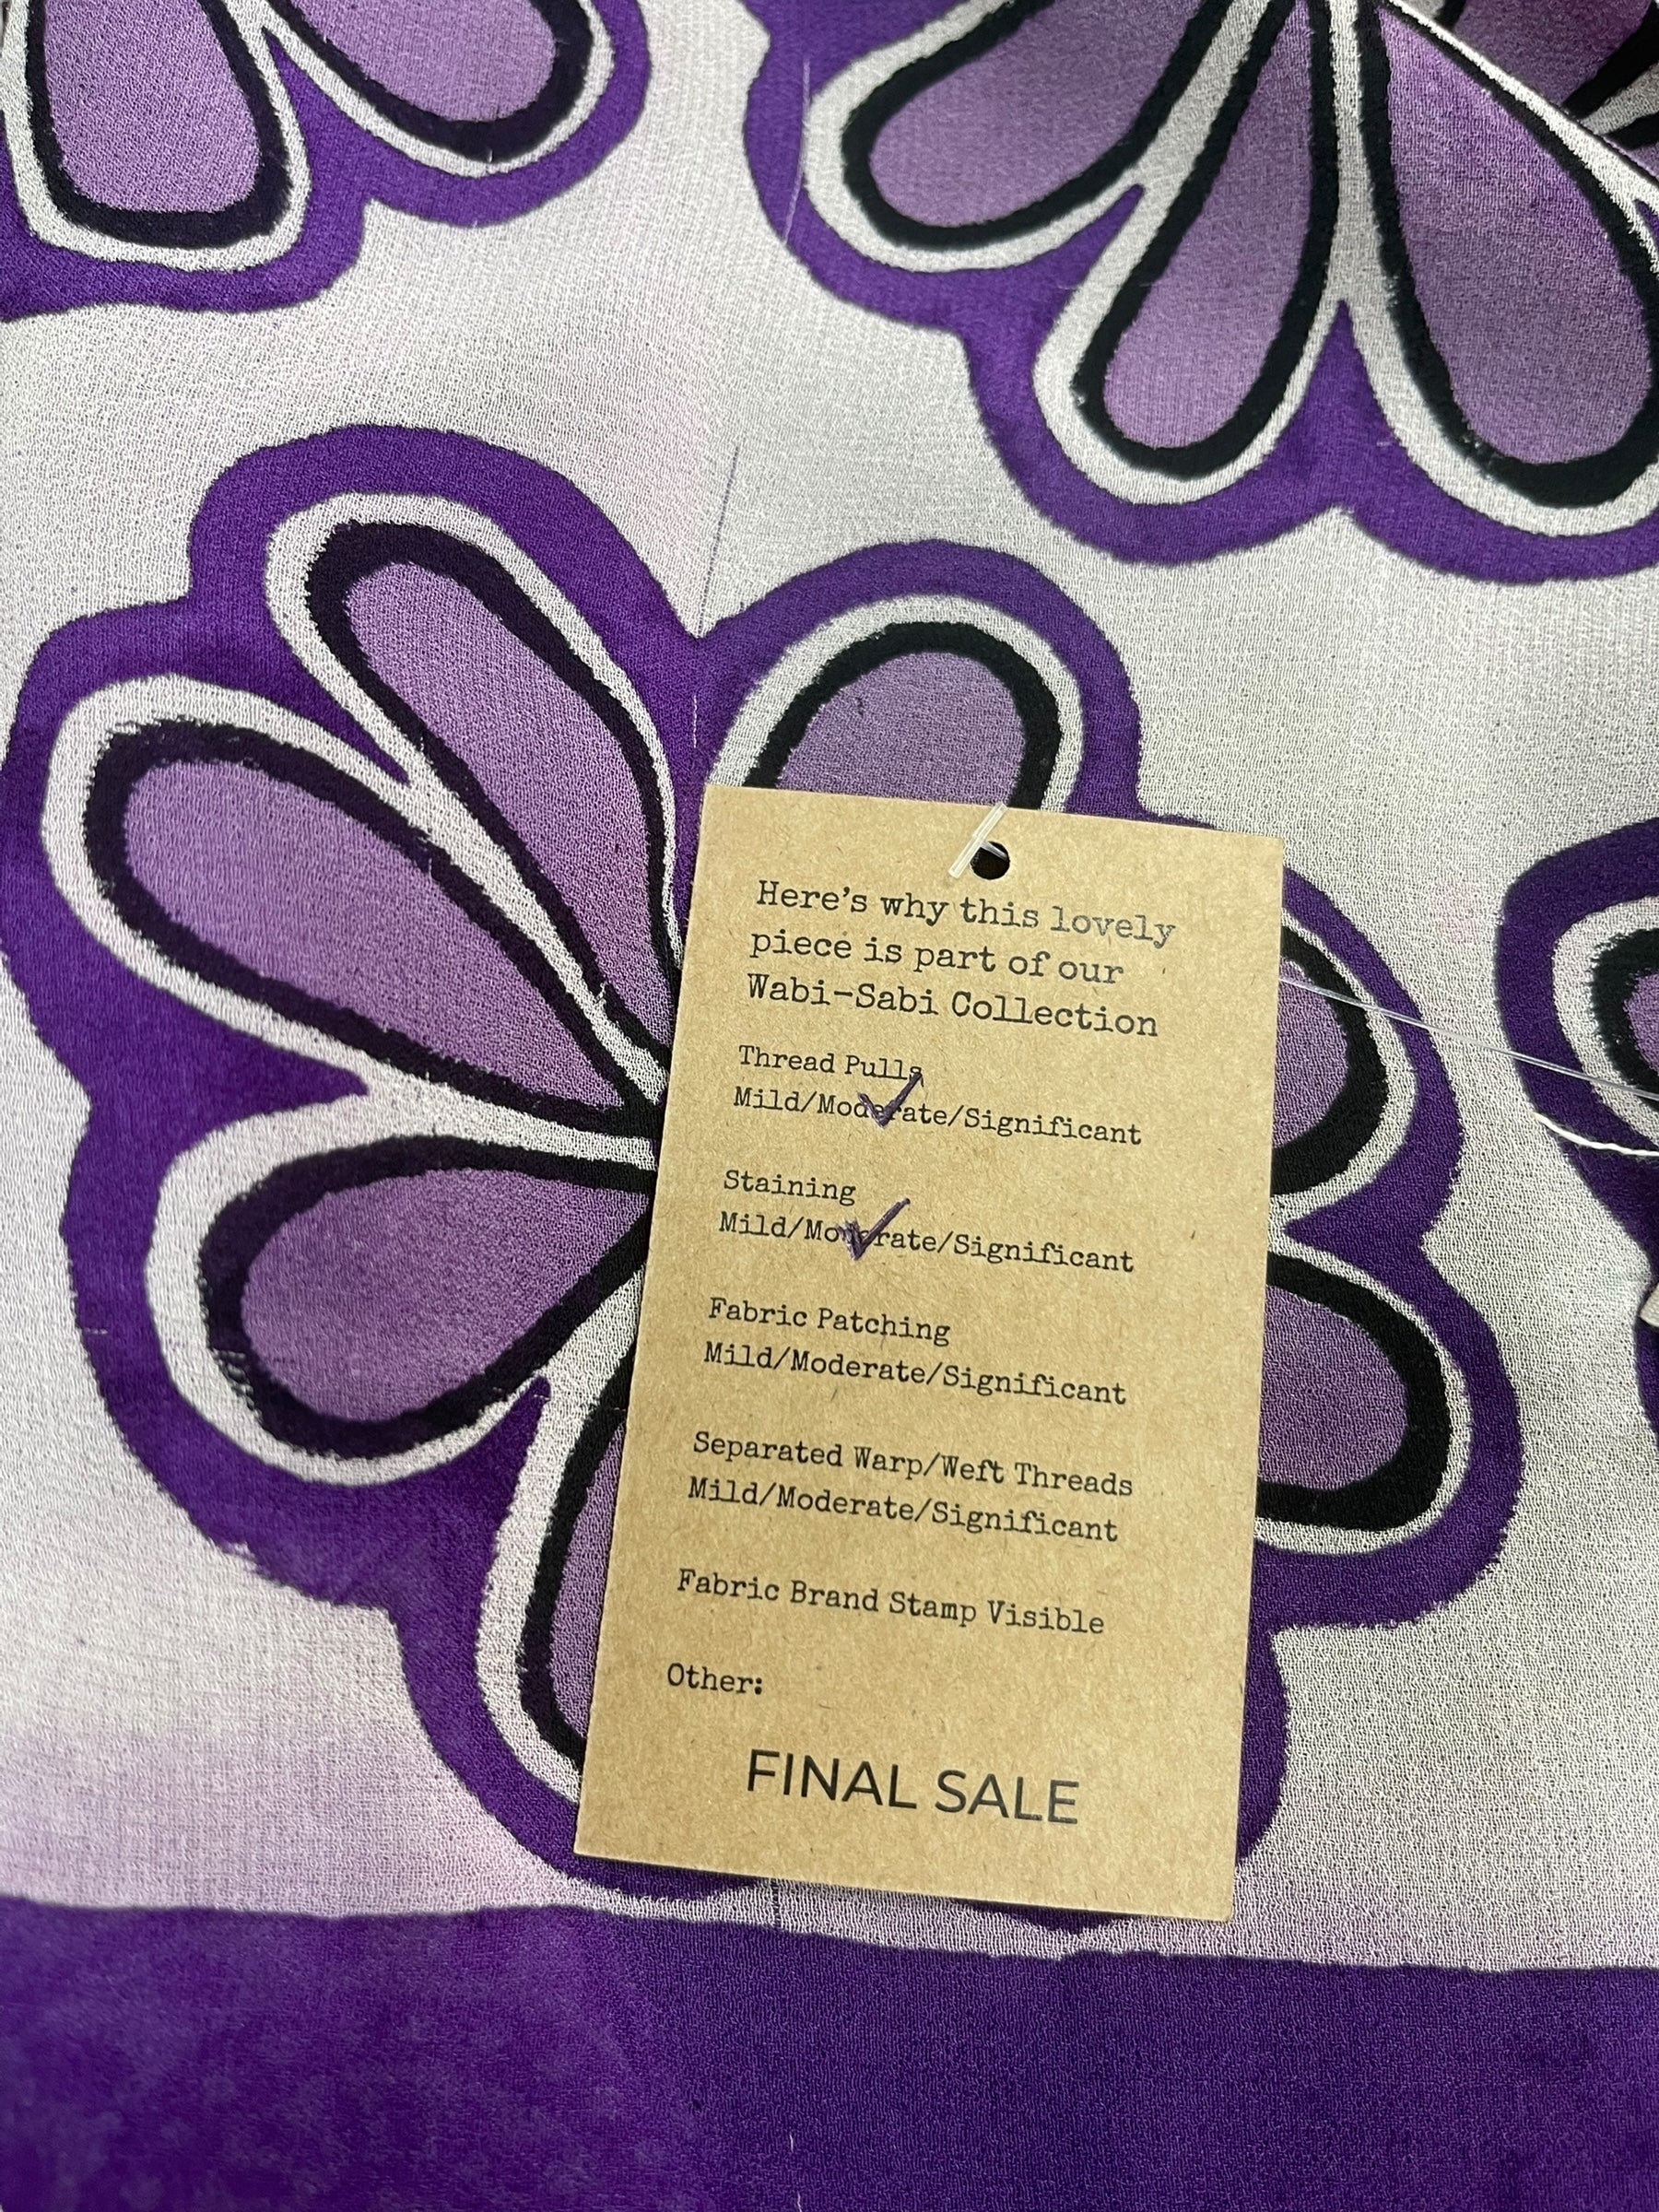 Here's why this lovely
piece is part of our
Wabi-Sabi Collection
Thread Pulls
Mild/Moderate/Significant
Staining
Mild/Moderate/Significant
Fabric Patching
Mild/Moderate/Significant
Separated Warp/Weft Threads
Mild/Moderate/Significant
Fabric Brand Stamp Visible
Other:
FINAL SALE